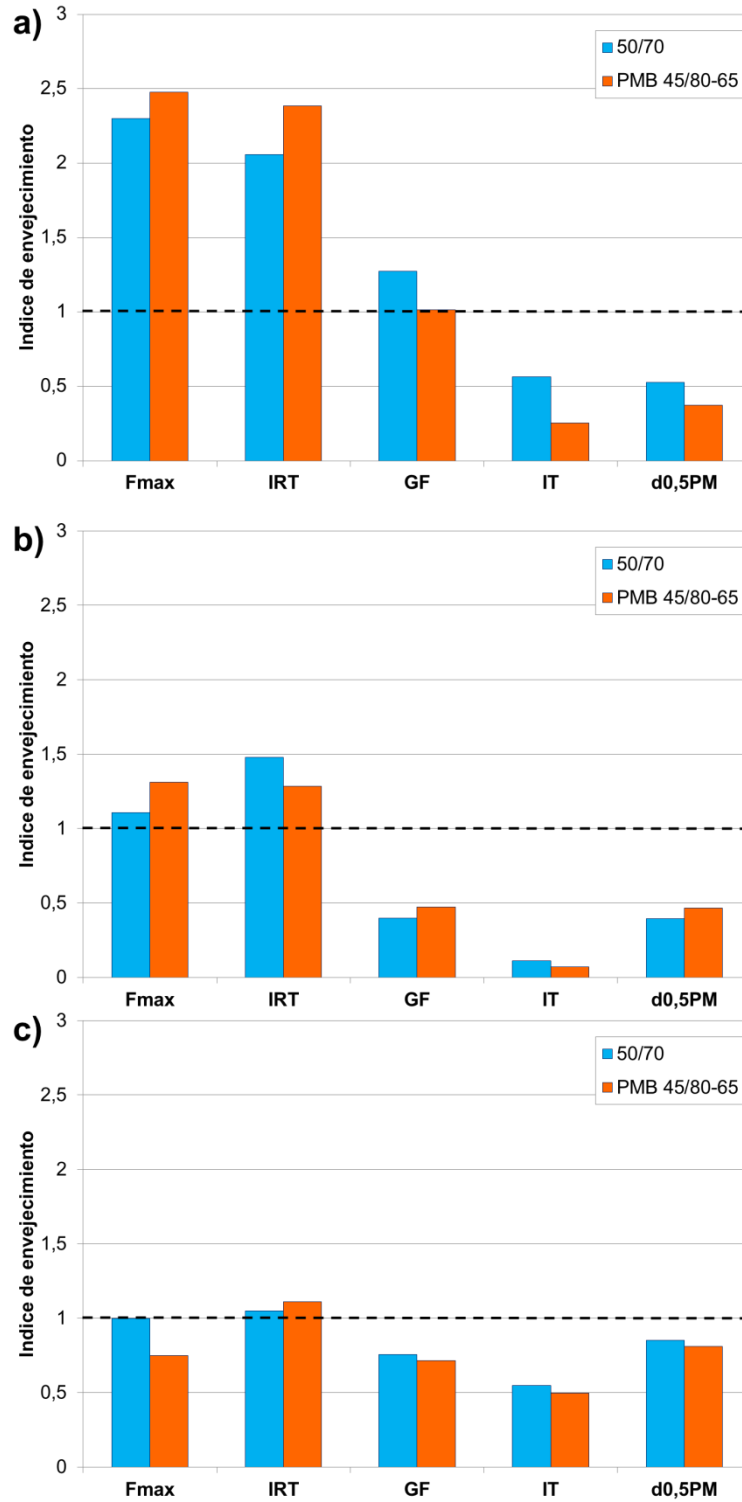 a)
50/70
PMB 45/80-65
Indice de envejecimiento
3
2,5
2
1,5
1
0,5
0
Fmax IRT GF IT d0,5PM
b)
50/70
PMB 45/80-65
Indice de envejecimiento
3
2,5
2
1,5
1
0,5
0
Fmax IRT GF IT d0,5PM
c)
50/70
PMB 45/80-65
Indice de envejecimiento
3
2,5
2
1,5
1
0,5
0
Fmax IRT GF IT d0,5PM